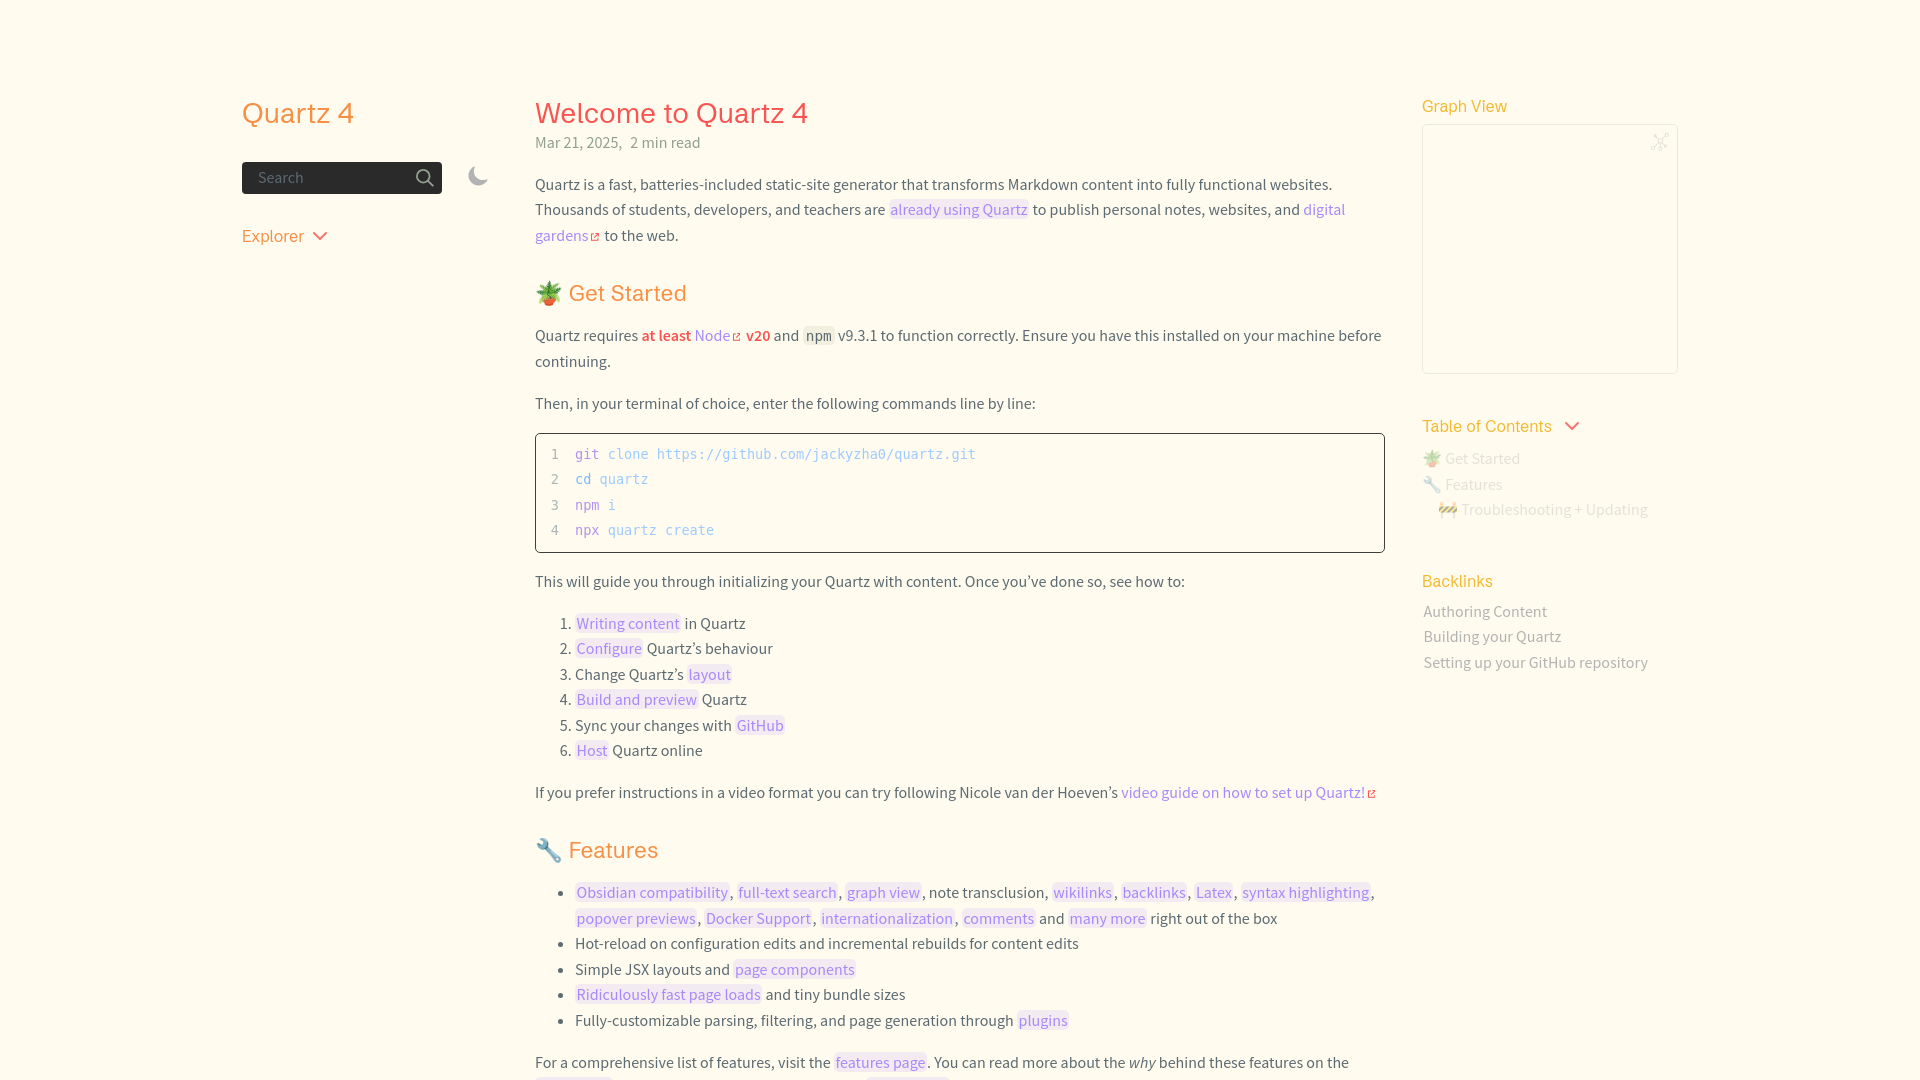 Quartz 4
Search
Explorer
Welcome to Quartz 4
Mar 21, 2025, 2 min read
Quartz is a fast, batteries-included static-site generator that transforms Markdown content into fully functional websites.
Thousands of students, developers, and teachers are already using Quartz to publish personal notes, websites, and digital
gardens to the web.
🪴 Get Started
Quartz requires at least Node v20 and npm v9.3.1 to function correctly. Ensure you have this installed on your machine before
continuing.
Then, in your terminal of choice, enter the following commands line by line:
1 git clone https://github.com/jackyzha0/quartz.git
2 cd quartz
3 npm i
4 npx quartz create
This will guide you through initializing your Quartz with content. Once you’ve done so, see how to:
1. Writing content in Quartz
2. Configure Quartz’s behaviour
3. Change Quartz’s layout
4. Build and preview Quartz
5. Sync your changes with GitHub
6. Host Quartz online
If you prefer instructions in a video format you can try following Nicole van der Hoeven’s video guide on how to set up Quartz!
🔧 Features
• Obsidian compatibility, full-text search, graph view, note transclusion, wikilinks, backlinks, Latex, syntax highlighting,
popover previews, Docker Support, internationalization, comments and many more right out of the box
• Hot-reload on configuration edits and incremental rebuilds for content edits
• Simple JSX layouts and page components
• Ridiculously fast page loads and tiny bundle sizes
• Fully-customizable parsing, filtering, and page generation through plugins
For a comprehensive list of features, visit the features page. You can read more about the why behind these features on the
Graph View
Table of Contents
🪴 Get Started
🔧 Features
🚧 Troubleshooting + Updating
Backlinks
Authoring Content
Building your Quartz
Setting up your GitHub repository